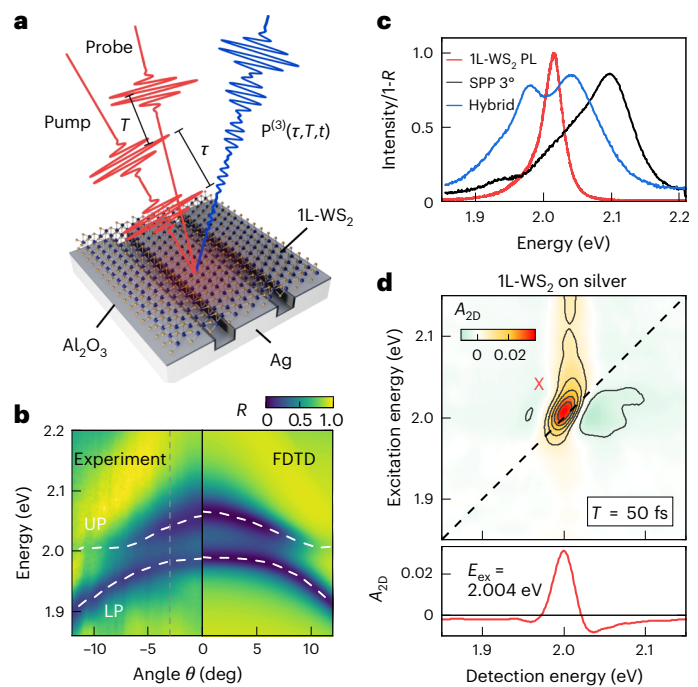 a
Probe
Pump
T
τ
P(3)(τ,T,t)
1L-WS2
Al2O3
Ag
b
R
0 0.5 1.0
Experiment
FDTD
UP
LP
2.2
2.1
2.0
1.9
Energy (eV)
−10 −5 0 5 10
Angle θ (deg)
c
1L-WS2 PL
SPP 3°
Hybrid
1.0
0.5
0
Intensity/1-R
1.9 2.0 2.1 2.2
Energy (eV)
d
1L-WS2 on silver
A2D
0 0.02
X
T = 50 fs
2.1
2.0
1.9
Excitation energy (eV)
Eex =
2.004 eV
0.02
0
A2D
1.9 2.0 2.1
Detection energy (eV)